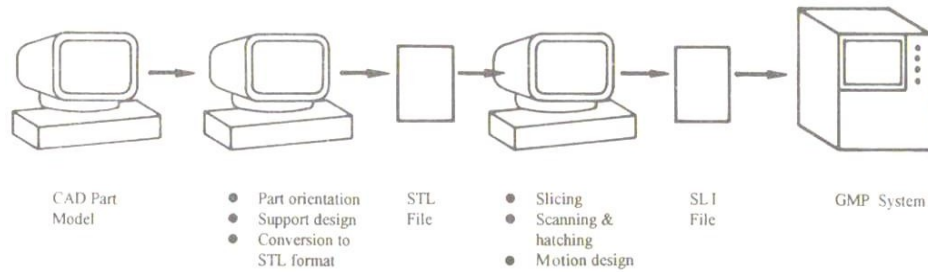 CAD Part
Model
● Part orientation
● Support design
● Conversion to
STL format
STL
File
● Slicing
● Scanning &
hatching
● Motion design
SLI
File
GMP System